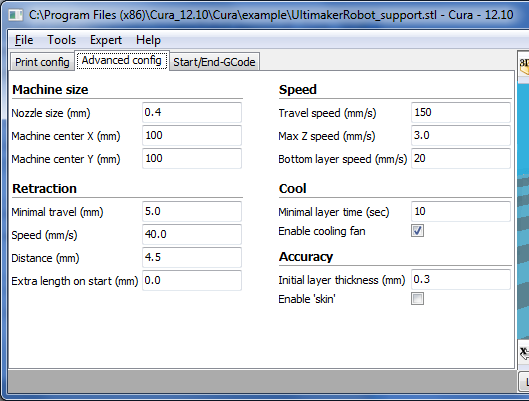 C:\Program Files (x86)\Cura_12.10\Cura\example\UltimakerRobot_support.stl - Cura - 12.10
File Tools Expert Help
Print config Advanced config Start/End-GCode
Machine size
Nozzle size (mm) 0.4
Machine center X (mm) 100
Machine center Y (mm) 100
Retraction
Minimal travel (mm) 5.0
Speed (mm/s) 40.0
Distance (mm) 4.5
Extra length on start (mm) 0.0
Speed
Travel speed (mm/s) 150
Max Z speed (mm/s) 3.0
Bottom layer speed (mm/s) 20
Cool
Minimal layer time (sec) 10
Enable cooling fan
Accuracy
Initial layer thickness (mm) 0.3
Enable 'skin'